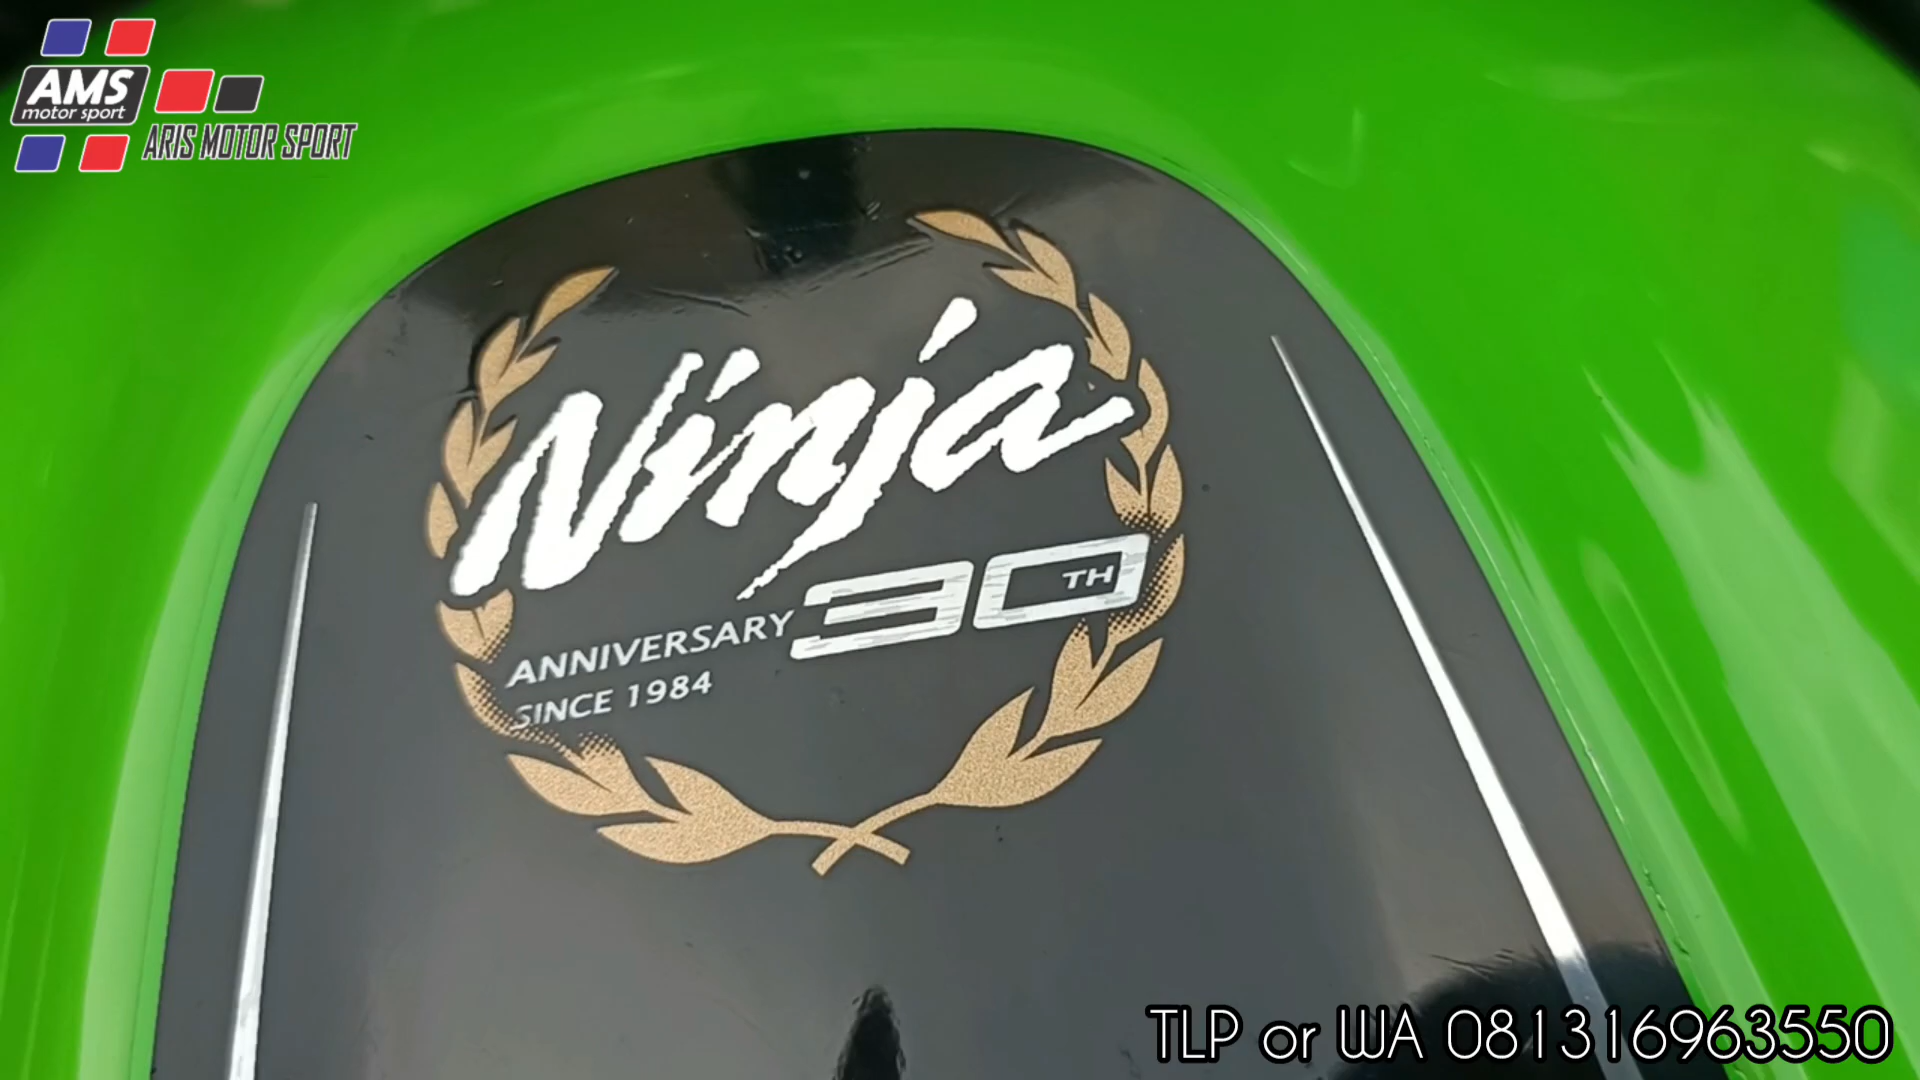 AMS
motor sport
ARIS MOTOR SPORT
Ninja
ANNIVERSARY 30TH
SINCE 1984
TLP or WA 081316963550